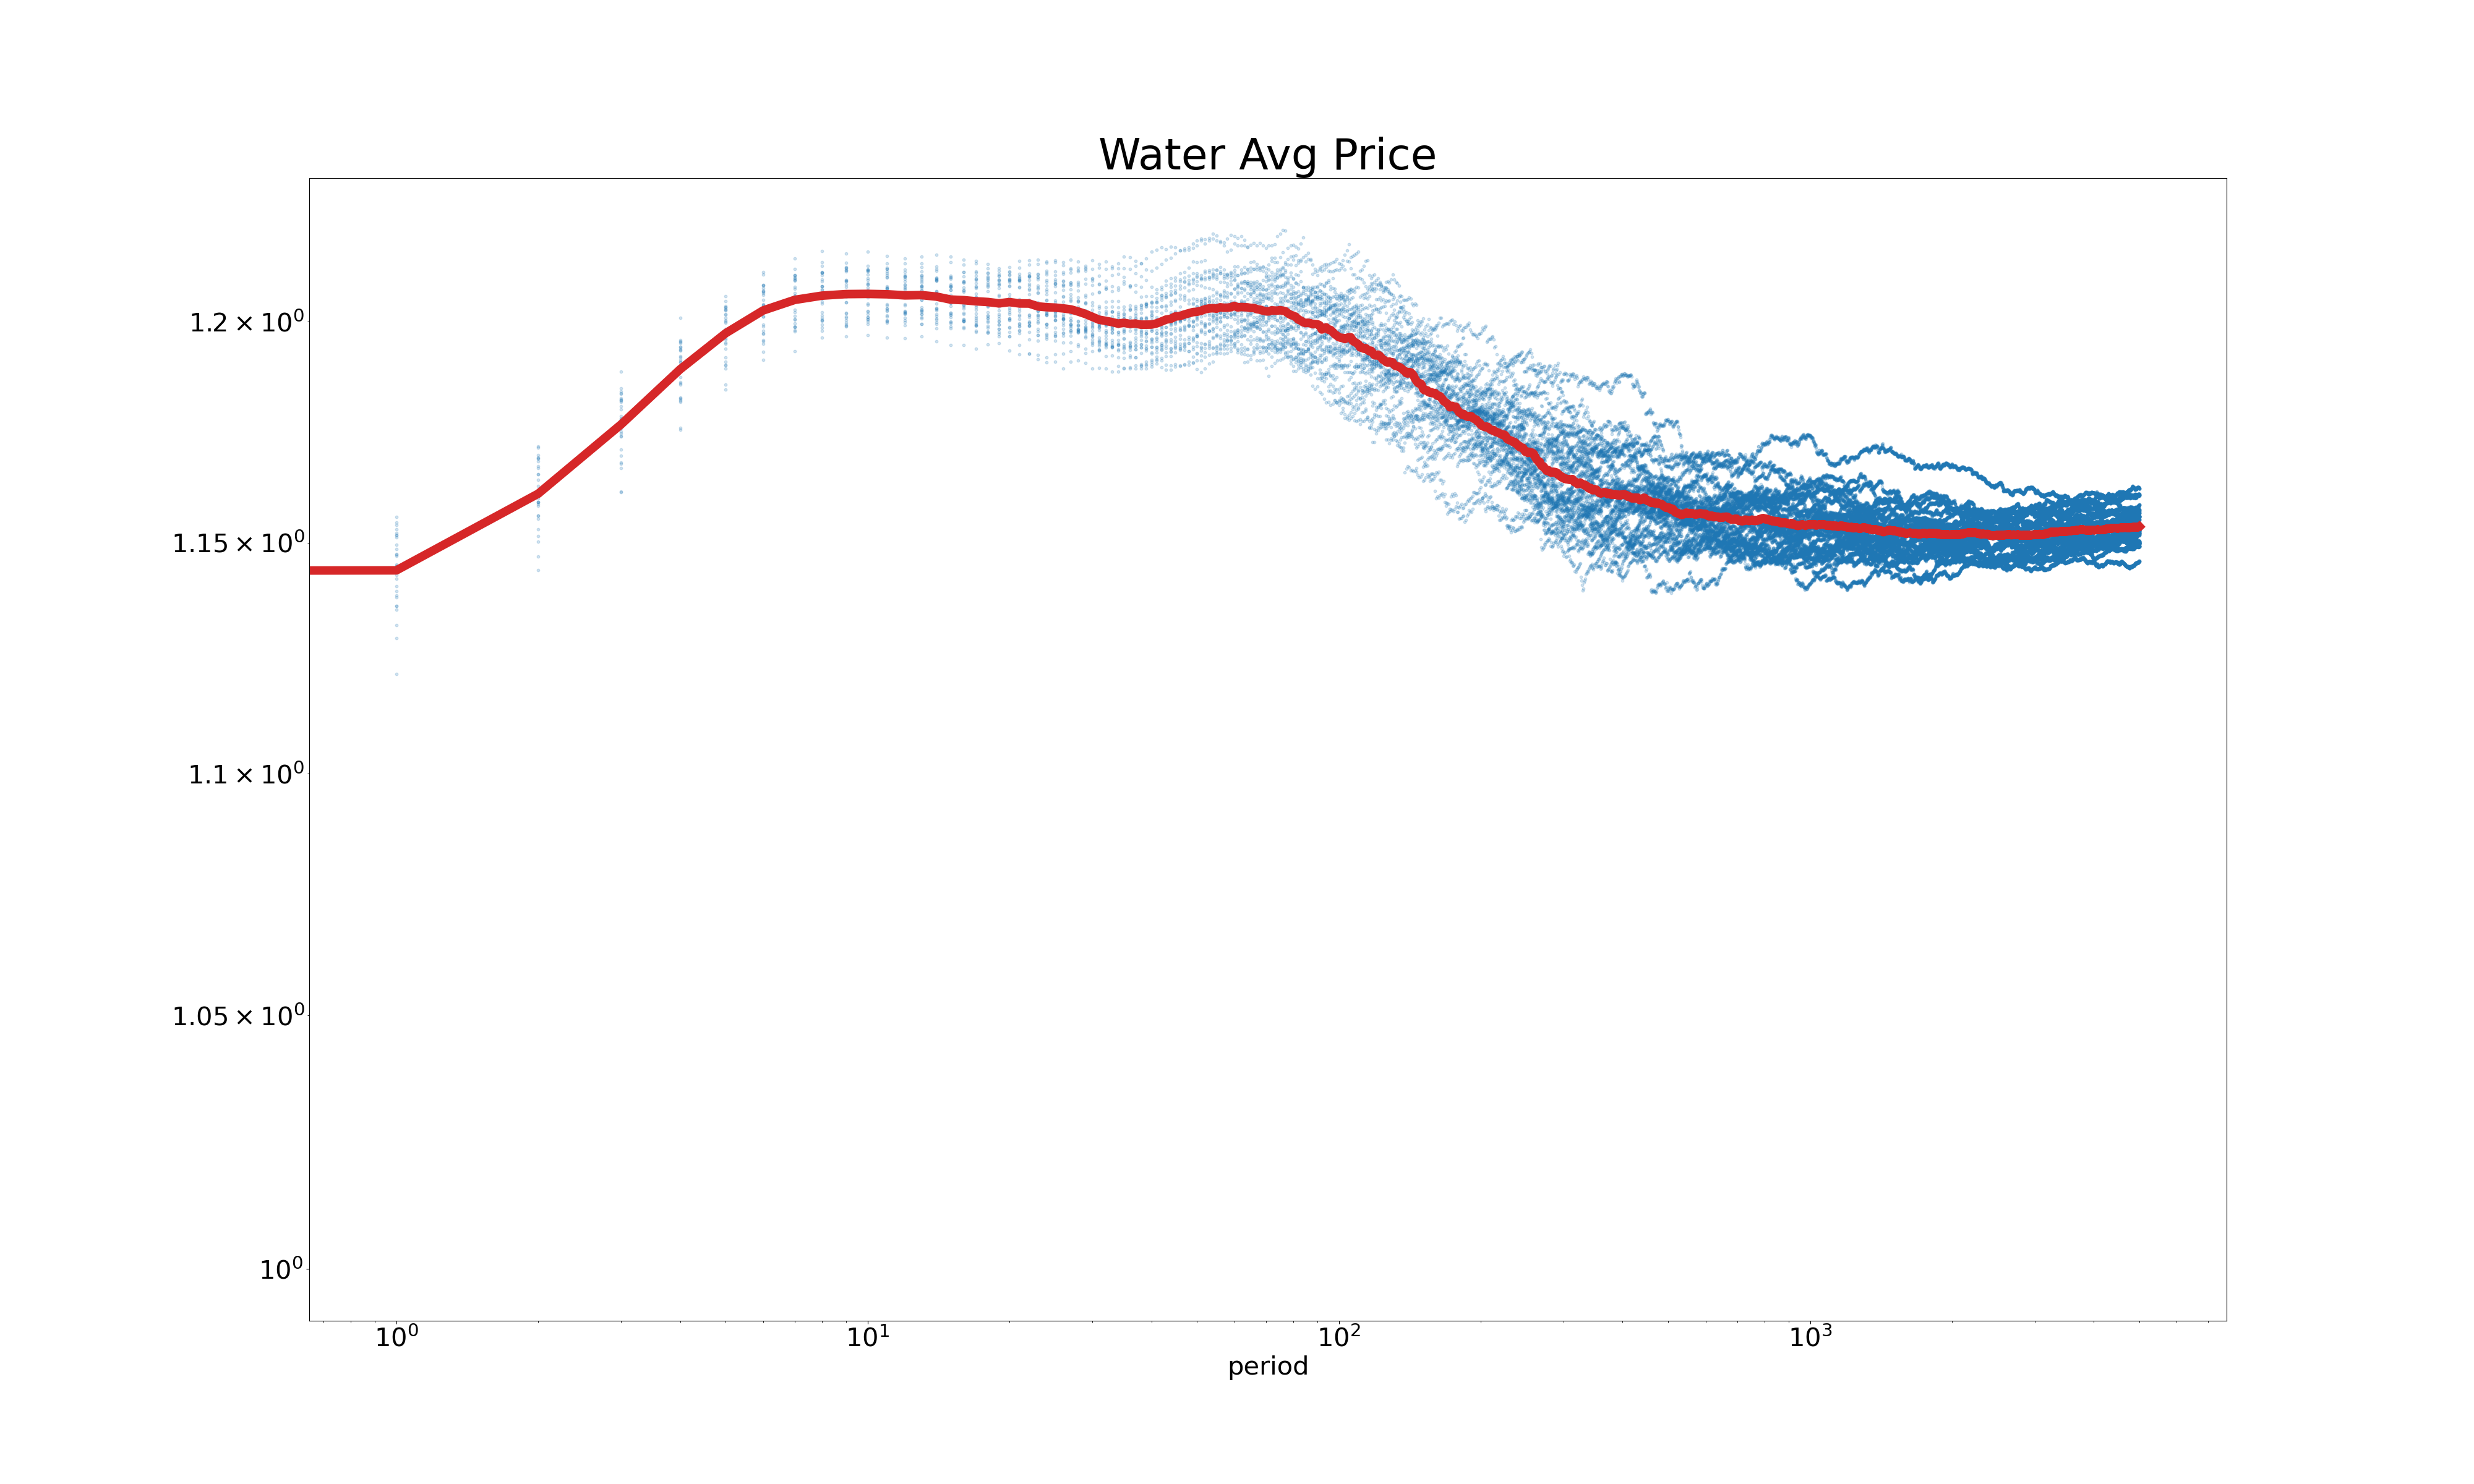 Water Avg Price
1.2 × 10⁰
1.15 × 10⁰
1.1 × 10⁰
1.05 × 10⁰
10⁰
10⁰ 10¹ 10² 10³
period